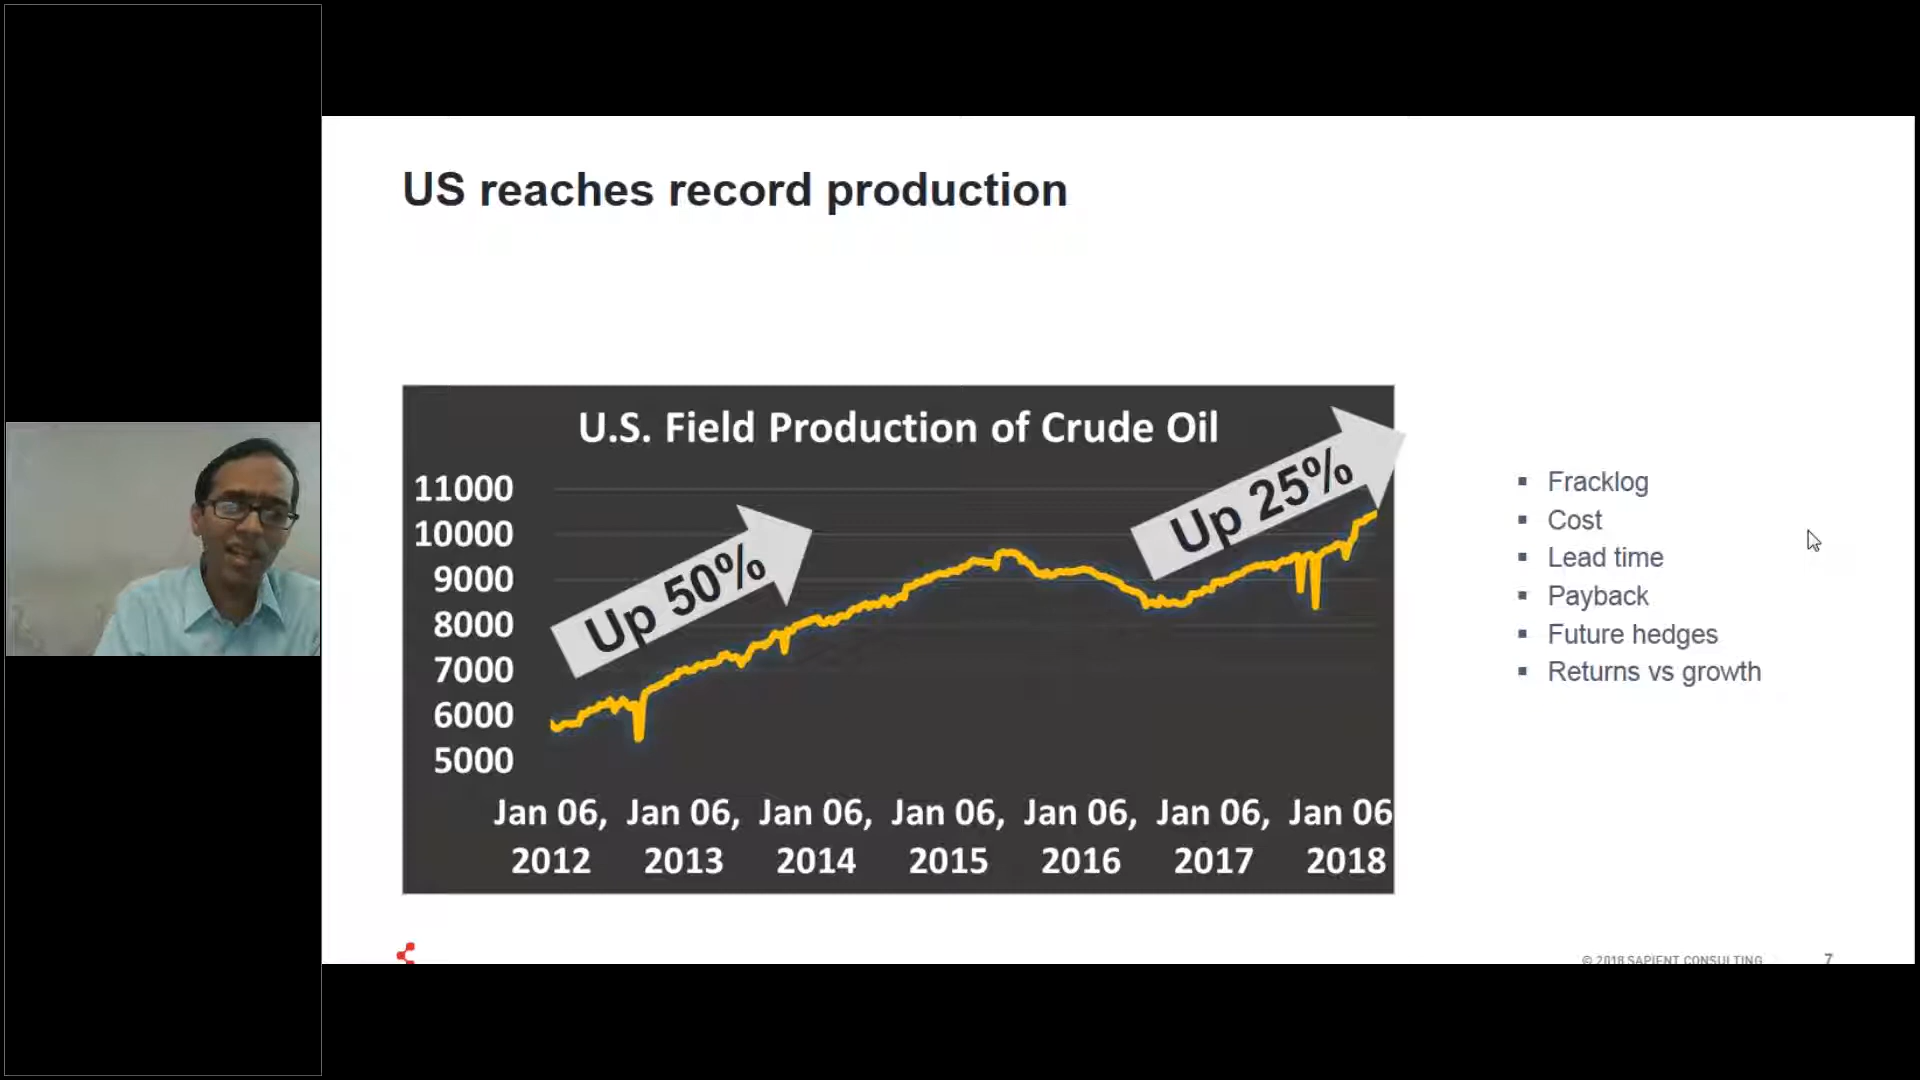 US reaches record production
U.S. Field Production of Crude Oil
Up 50%
Up 25%
11000
10000
9000
8000
7000
6000
5000
Jan 06, Jan 06, Jan 06, Jan 06, Jan 06, Jan 06, Jan 06
2012 2013 2014 2015 2016 2017 2018
▪ Fracklog
▪ Cost
▪ Lead time
▪ Payback
▪ Future hedges
▪ Returns vs growth
© 2018 SAPIENT CONSULTING 7